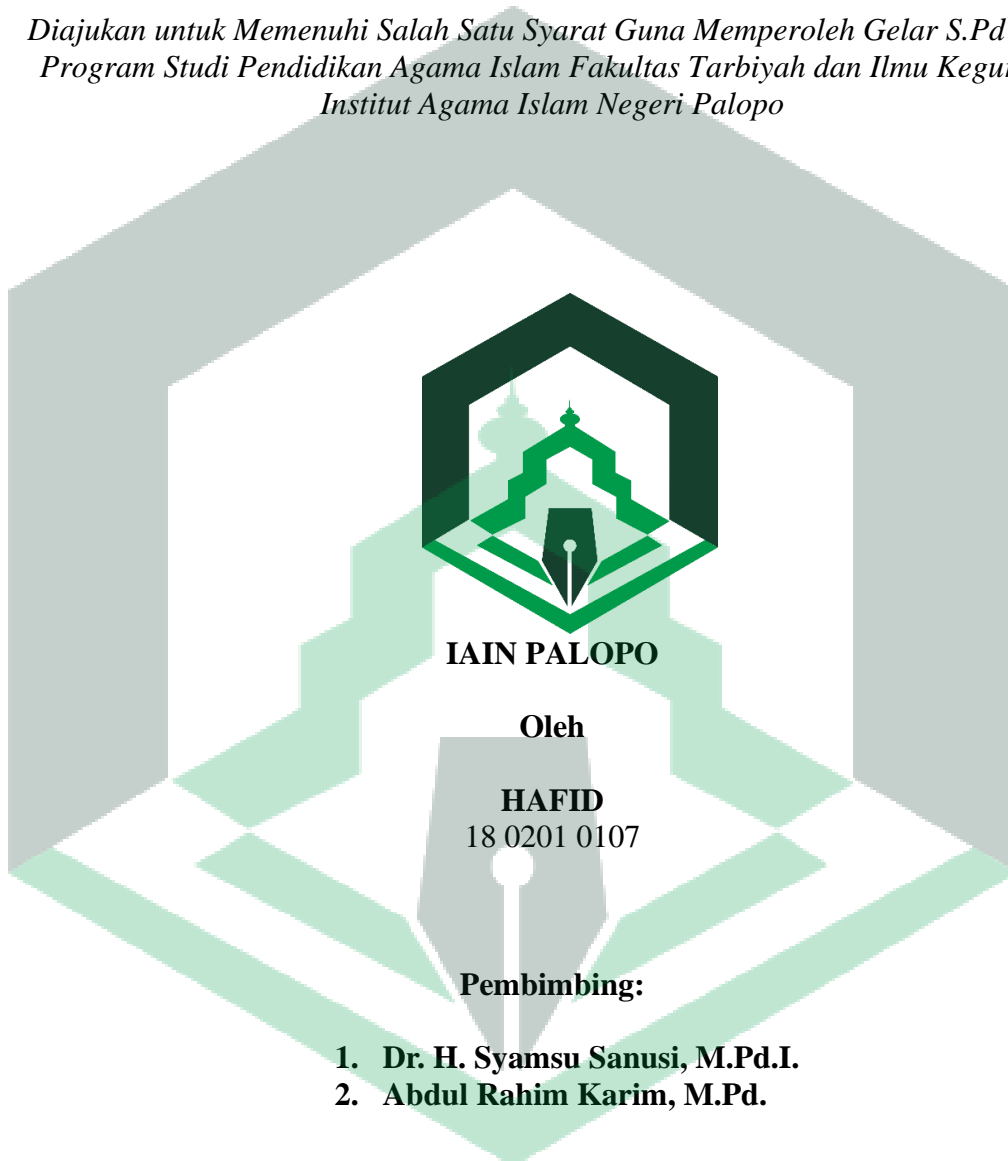 Diajukan untuk Memenuhi Salah Satu Syarat Guna Memperoleh Gelar S.Pd
Program Studi Pendidikan Agama Islam Fakultas Tarbiyah dan Ilmu
Institut Agama Islam Negeri Palopo
IAIN PALOPO
Oleh
HAFID
18 0201 0107
Pembimbing:
1. Dr. H. Syamsu Sanusi, M.Pd.I.
2. Abdul Rahim Karim, M.Pd.